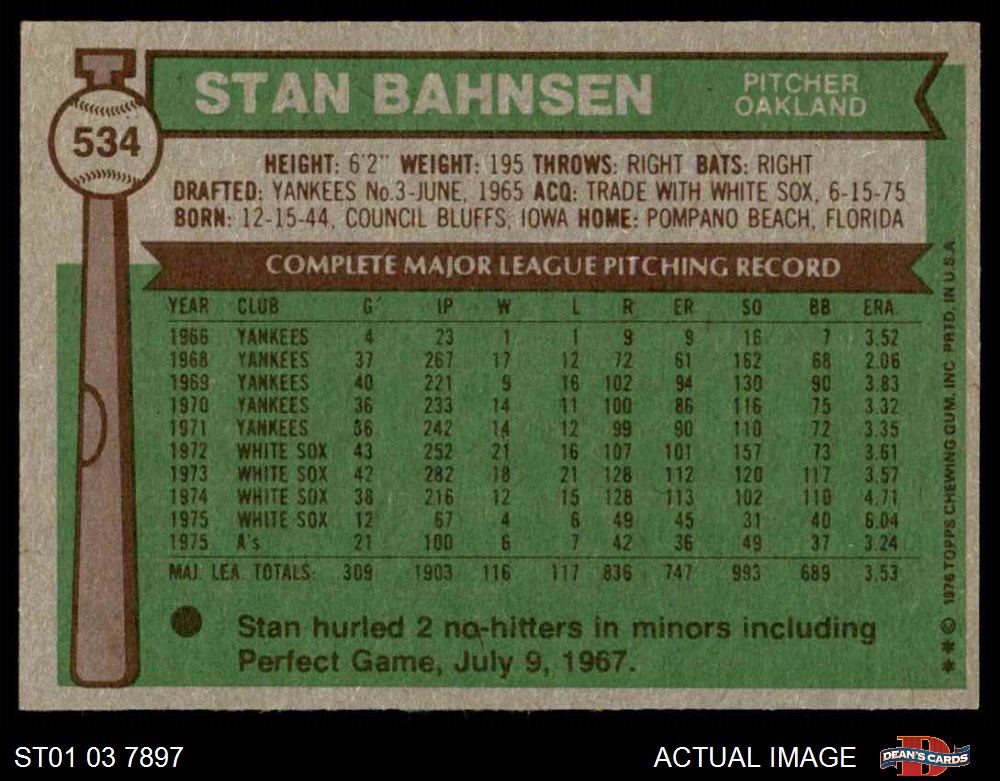 STAN BAHNSEN
PITCHER
OAKLAND
534
HEIGHT: 6'2" WEIGHT: 195 THROWS: RIGHT BATS: RIGHT
DRAFTED: YANKEES No.3-JUNE, 1965 ACQ: TRADE WITH WHITE SOX, 6-15-75
BORN: 12-15-44, COUNCIL BLUFFS, IOWA HOME: POMPANO BEACH, FLORIDA
COMPLETE MAJOR LEAGUE PITCHING RECORD
YEAR CLUB G IP W L R ER SO BB ERA
1966 YANKEES 4 23 1 1 9 9 16 7 3.52
1968 YANKEES 37 267 17 12 72 61 162 68 2.06
1969 YANKEES 40 221 9 16 102 94 130 90 3.83
1970 YANKEES 36 233 14 11 100 86 116 75 3.32
1971 YANKEES 36 242 14 12 99 90 110 72 3.35
1972 WHITE SOX 43 252 21 16 107 101 157 73 3.61
1973 WHITE SOX 42 282 18 21 128 112 120 117 3.57
1974 WHITE SOX 38 216 12 15 128 113 102 110 4.71
1975 WHITE SOX 12 67 4 6 49 45 31 40 6.04
1975 A's 21 100 6 7 42 36 49 37 3.24
MAJ. LEA. TOTALS: 309 1903 116 117 836 747 993 689 3.53
Stan hurled 2 no-hitters in minors including
Perfect Game, July 9, 1967.
**© 1976 TOPPS CHEWING GUM, INC. PRTD. IN U.S.A.
ST01 03 7897
ACTUAL IMAGE
D
DEAN'S CARDS